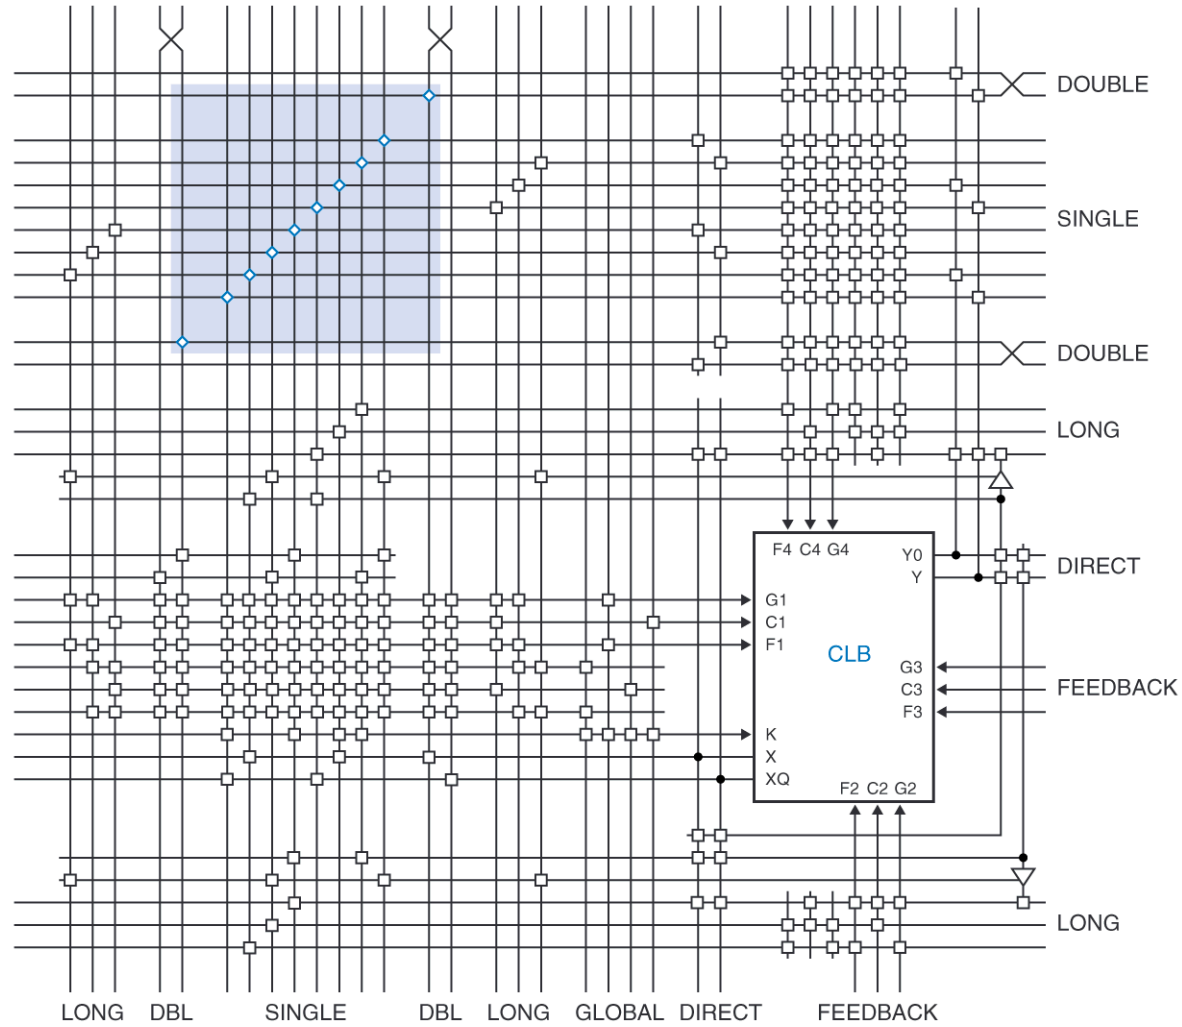 DOUBLE
SINGLE
DOUBLE
LONG
F4 C4 G4 Y0
DIRECT
Y
G1
C1
F1
CLB
G3
C3 FEEDBACK
F3
K
X
XQ
F2 C2 G2
LONG
LONG DBL SINGLE DBL LONG GLOBAL DIRECT FEEDBACK